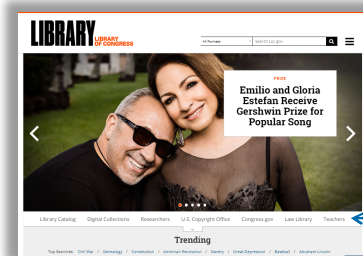 LIBRARY LIBRARY OF CONGRESS
All Formats Search Loc.gov
PRIZE
Emilio and Gloria
Estefan Receive
Gershwin Prize for
Popular Song
Library Catalog Digital Collections Researchers U.S. Copyright Office Congress.gov Law Library Teachers
Trending
Top Searches: Civil War / Genealogy / Constitution / American Revolution / Slavery / Great Depression / Baseball / Abraham Lincoln